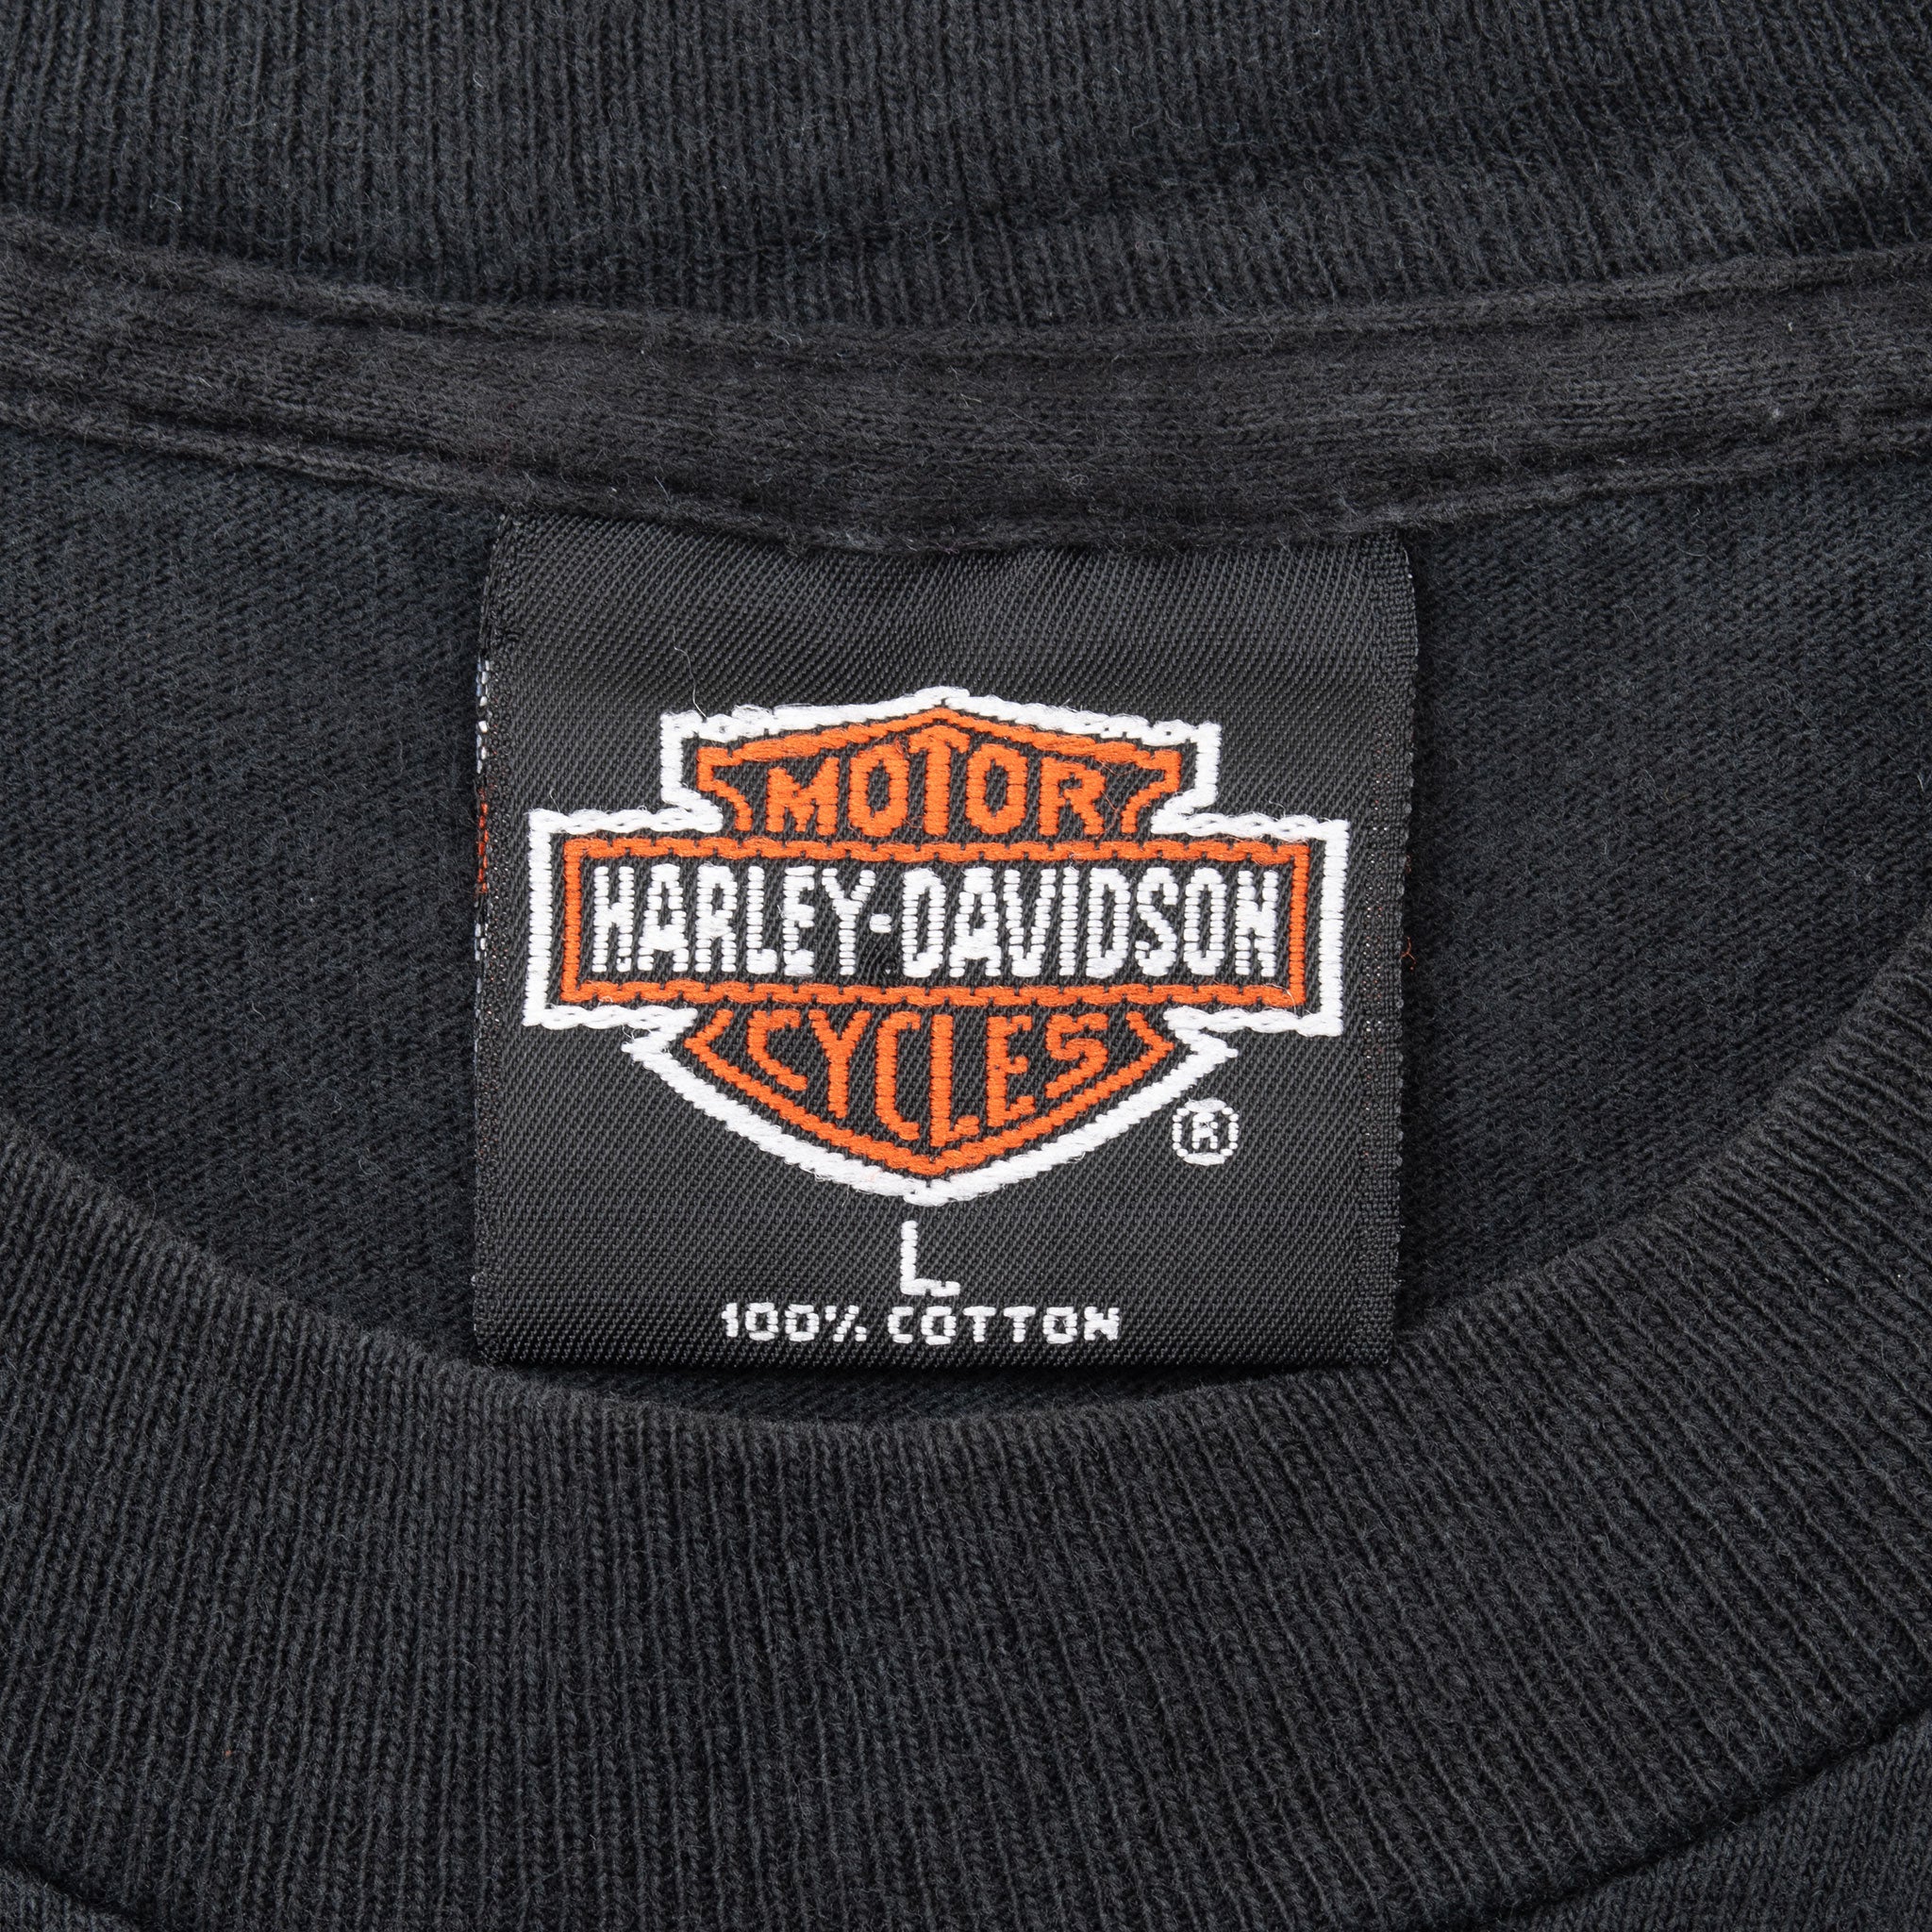 MOTOR
HARLEY-DAVIDSON
CYCLES
®
L
100% COTTON